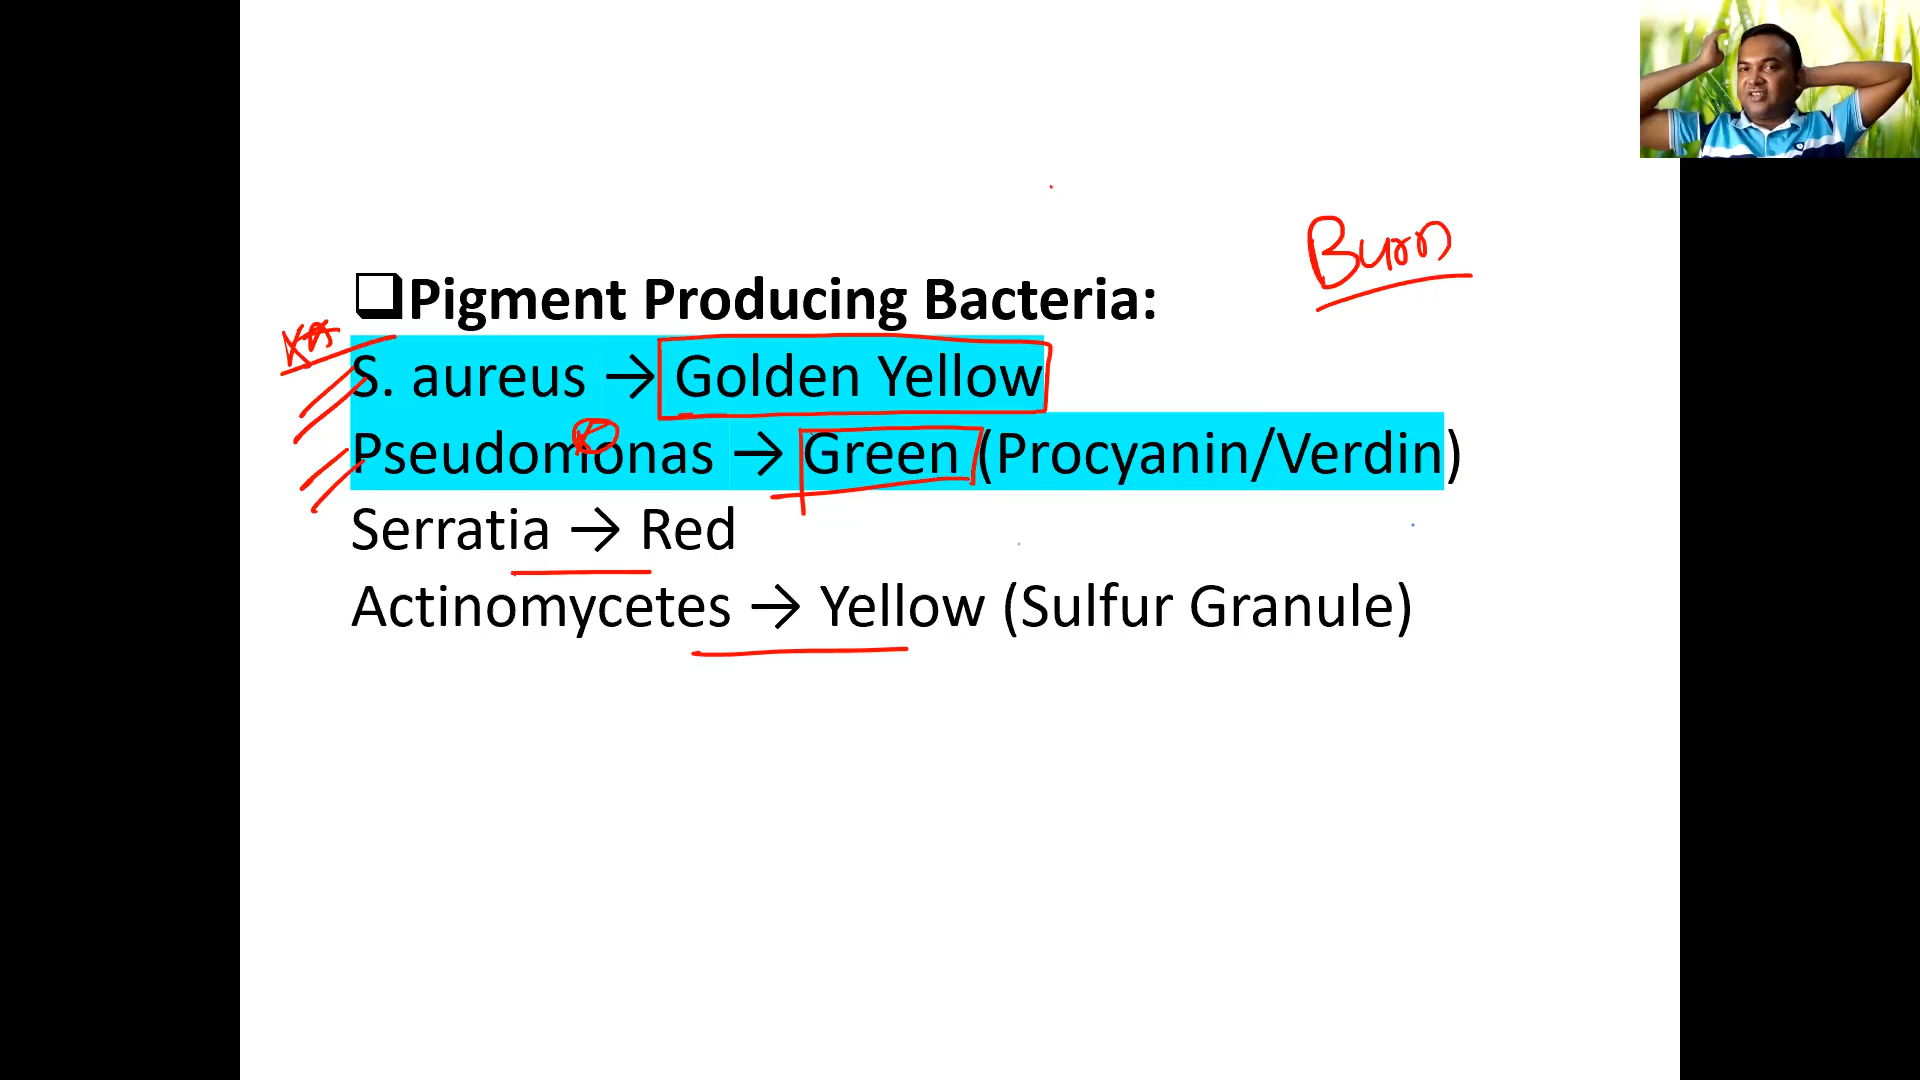 Burn
❑Pigment Producing Bacteria:
S. aureus → Golden Yellow
Pseudomonas → Green (Procyanin/Verdin)
Serratia → Red
Actinomycetes → Yellow (Sulfur Granule)